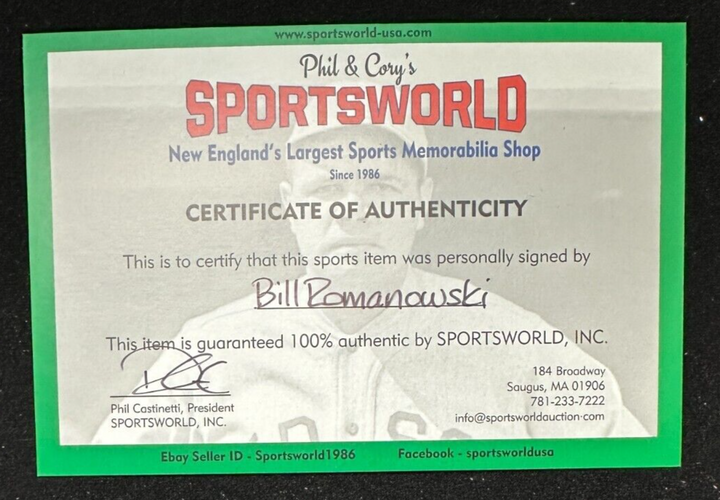 www.sportsworld-usa.com
Phil & Cory's
SPORTSWORLD
New England's Largest Sports Memorabilia Shop
Since 1986
CERTIFICATE OF AUTHENTICITY
This is to certify that this sports item was personally signed by
Bill Romanowski
This item is guaranteed 100% authentic by SPORTSWORLD, INC.
Phil Castinetti, President
SPORTSWORLD, INC.
184 Broadway
Saugus, MA 01906
781-233-7222
info@sportsworldauction.com
Ebay Seller ID - Sportsworld1986
Facebook - sportsworldusa